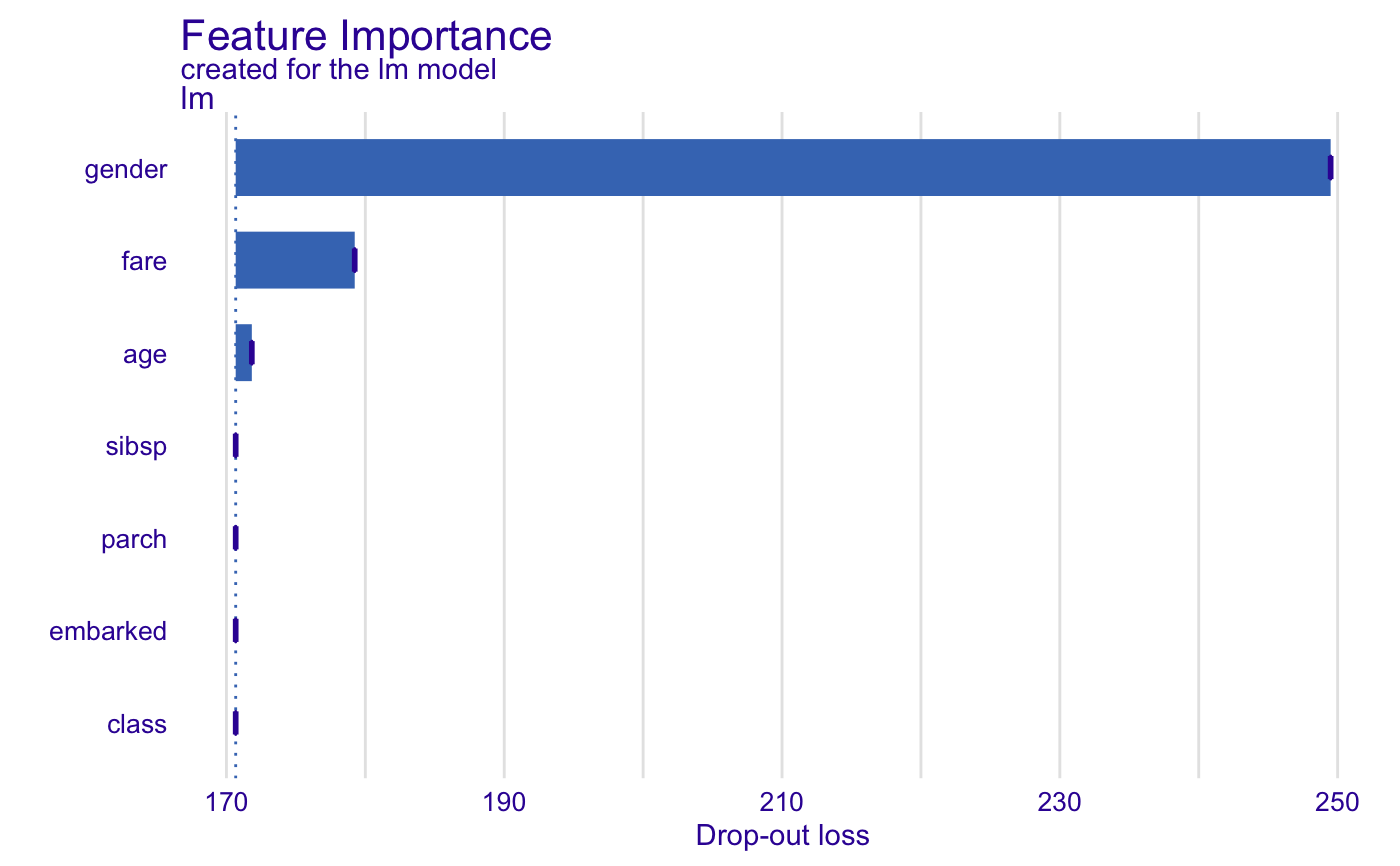 Feature Importance
created for the lm model
lm
gender
fare
age
sibsp
parch
embarked
class
170 190 210 230 250
Drop-out loss